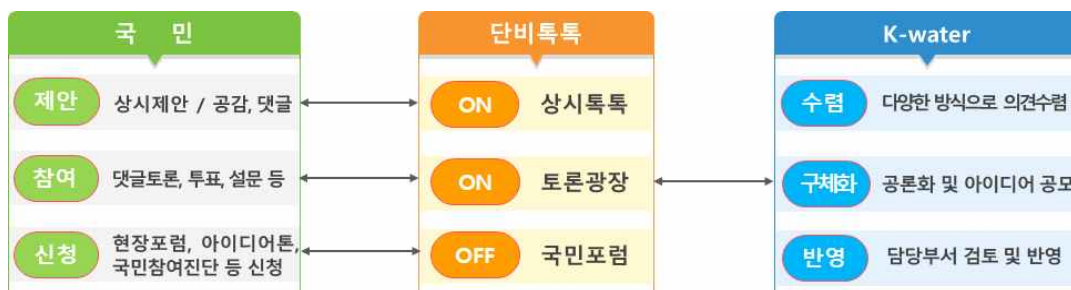 국 민
단비톡톡
K-water
제안 상시제안 / 공감, 댓글
ON 상시톡톡
수렴 다양한 방식으로 의견수렴
참여 댓글토론, 투표, 설문 등
ON 토론광장
구체화 공론화 및 아이디어 공모
신청 현장포럼, 아이디어톤,
국민참여진단 등 신청
OFF 국민포럼
반영 담당부서 검토 및 반영